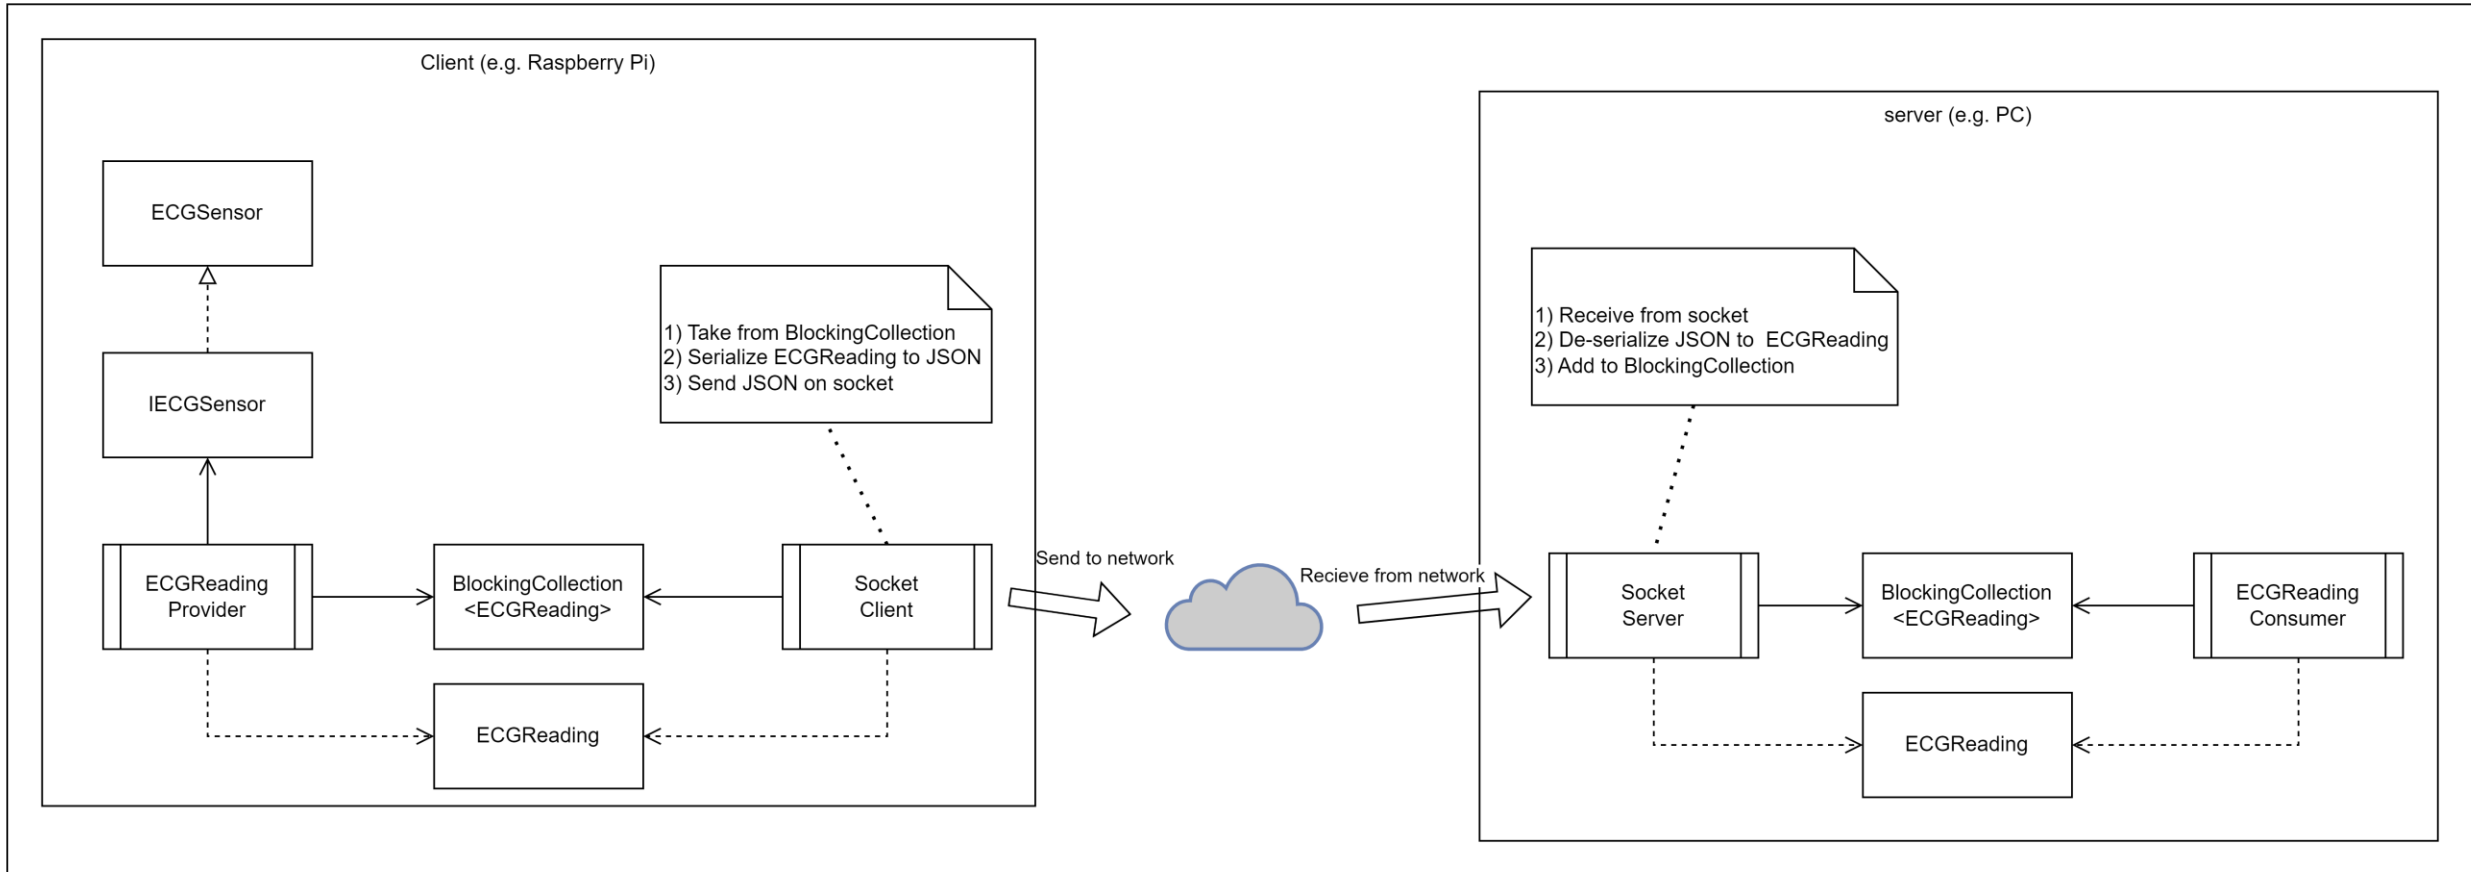 Client (e.g. Raspberry Pi)
server (e.g. PC)
ECGSensor
IECGSensor
1) Take from BlockingCollection
2) Serialize ECGReading to JSON
3) Send JSON on socket
1) Receive from socket
2) De-serialize JSON to  ECGReading
3) Add to BlockingCollection
ECGReading
Provider
BlockingCollection
<ECGReading>
Socket
Client
Send to network
Recieve from network
Socket
Server
BlockingCollection
<ECGReading>
ECGReading
Consumer
ECGReading
ECGReading